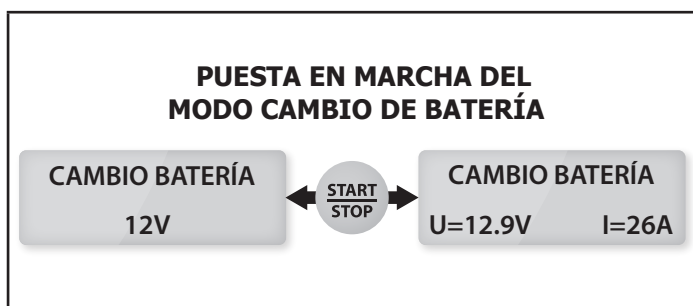 PUESTA EN MARCHA DEL
MODO CAMBIO DE BATERÍA
CAMBIO BATERÍA
12V
START
STOP
CAMBIO BATERÍA
U=12.9V I=26A